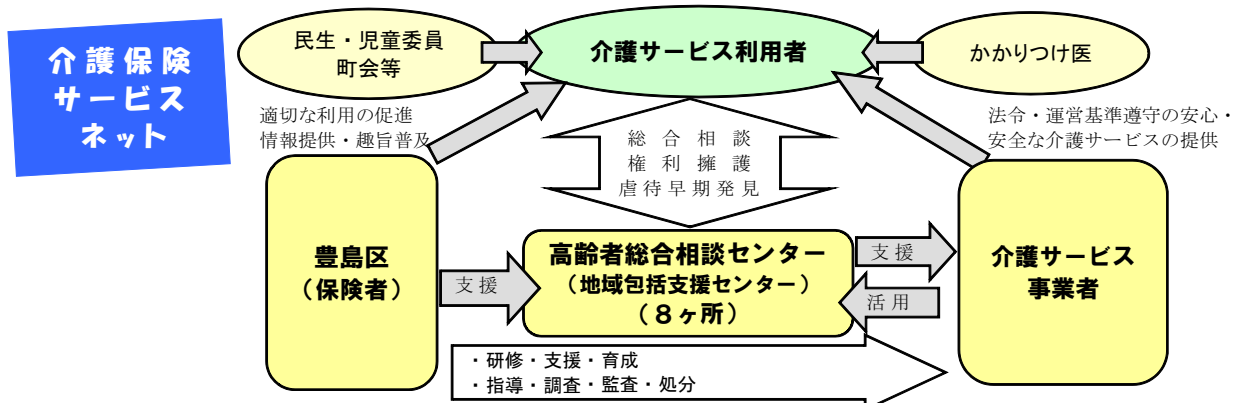 介護保険
サービス
ネット
民生・児童委員
町会等
介護サービス利用者
かかりつけ医
適切な利用の促進
情報提供・趣旨普及
総合相談
権利擁護
虐待早期発見
法令・運営基準遵守の安心・
安全な介護サービスの提供
豊島区
（保険者）
支援
高齢者総合相談センター
（地域包括支援センター）
（８ヶ所）
支援
活用
介護サービス
事業者
・研修・支援・育成
・指導・調査・監査・処分